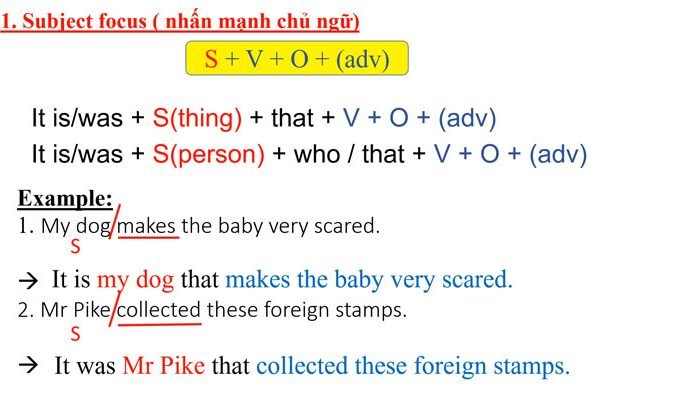 1. Subject focus ( nhấn mạnh chủ ngữ)
S + V + O + (adv)
It is/was + S(thing) + that + V + O + (adv)
It is/was + S(person) + who / that + V + O + (adv)
Example:
1. My dog/makes the baby very scared.
S
→ It is my dog that makes the baby very scared.
2. Mr Pike/collected these foreign stamps.
S
→ It was Mr Pike that collected these foreign stamps.